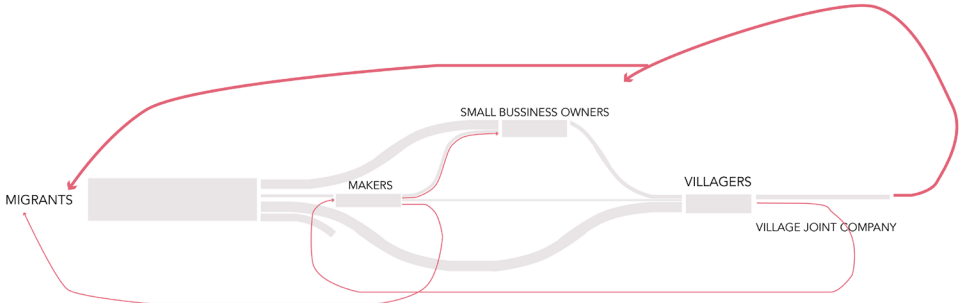 SMALL BUSSINESS OWNERS
MAKERS
VILLAGERS
MIGRANTS
VILLAGE JOINT COMPANY